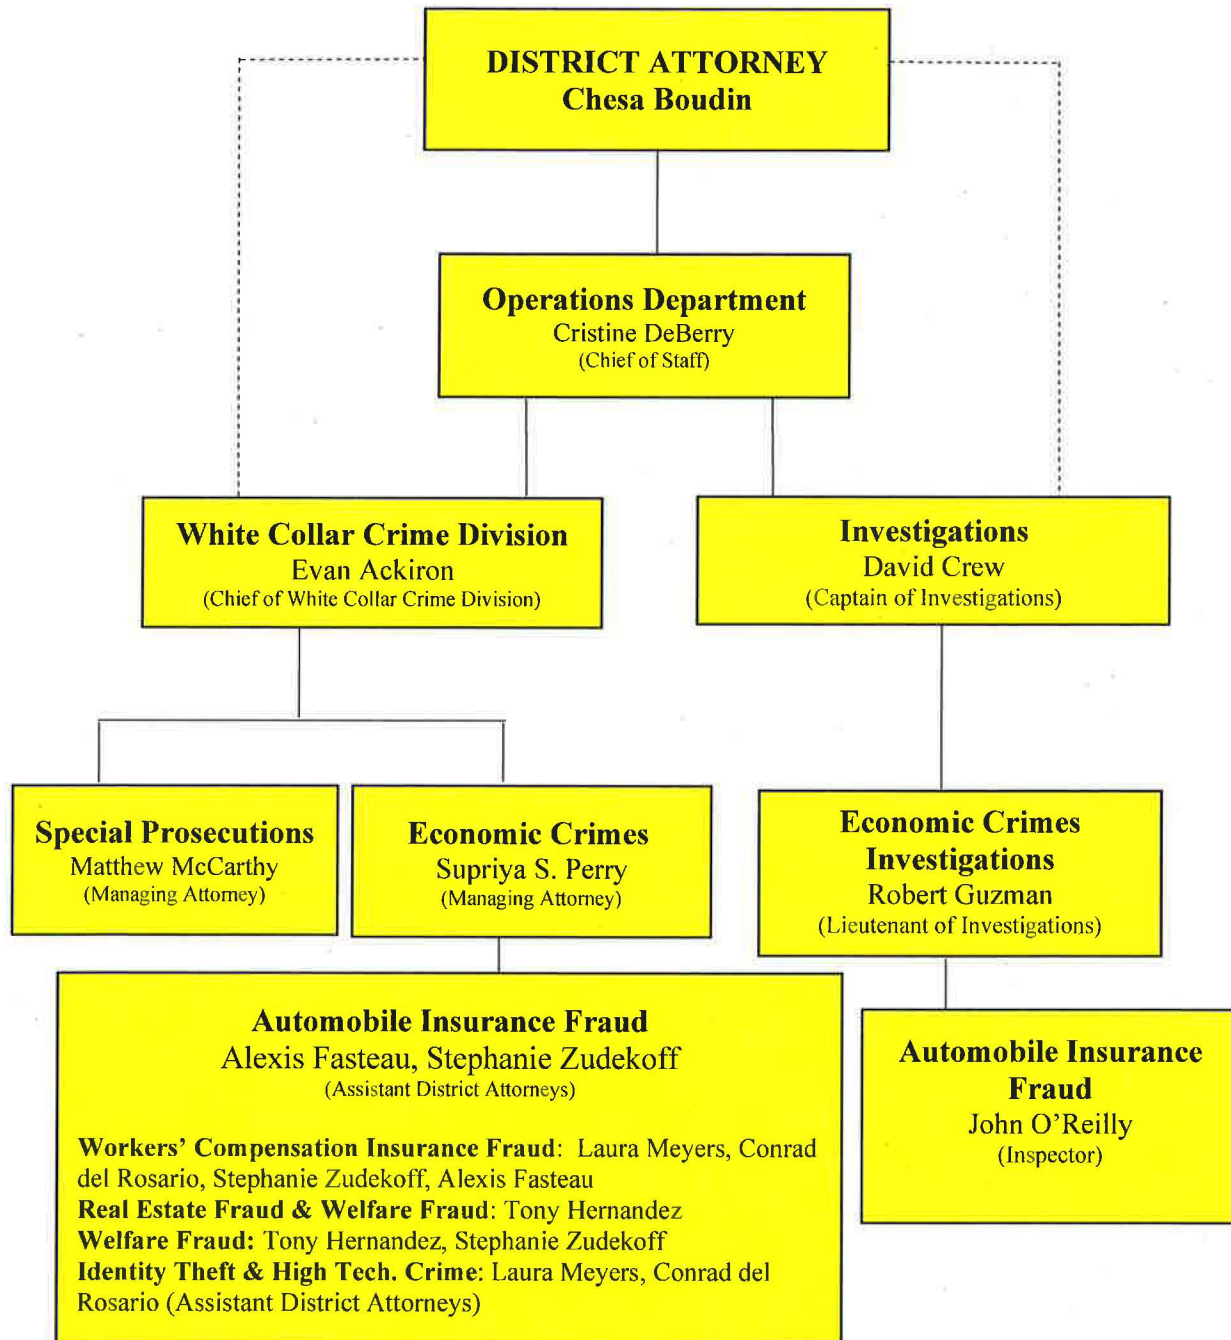 DISTRICT ATTORNEY
Chesa Boudin
Operations Department
Cristine DeBerry
(Chief of Staff)
White Collar Crime Division
Evan Ackiron
(Chief of White Collar Crime Division)
Investigations
David Crew
(Captain of Investigations)
Special Prosecutions
Matthew McCarthy
(Managing Attorney)
Economic Crimes
Supriya S. Perry
(Managing Attorney)
Economic Crimes
Investigations
Robert Guzman
(Lieutenant of Investigations)
Automobile Insurance Fraud
Alexis Fasteau, Stephanie Zudekoff
(Assistant District Attorneys)
Workers’ Compensation Insurance Fraud: Laura Meyers, Conrad
del Rosario, Stephanie Zudekoff, Alexis Fasteau
Real Estate Fraud & Welfare Fraud: Tony Hernandez
Welfare Fraud: Tony Hernandez, Stephanie Zudekoff
Identity Theft & High Tech. Crime: Laura Meyers, Conrad del
Rosario (Assistant District Attorneys)
Automobile Insurance
Fraud
John O’Reilly
(Inspector)